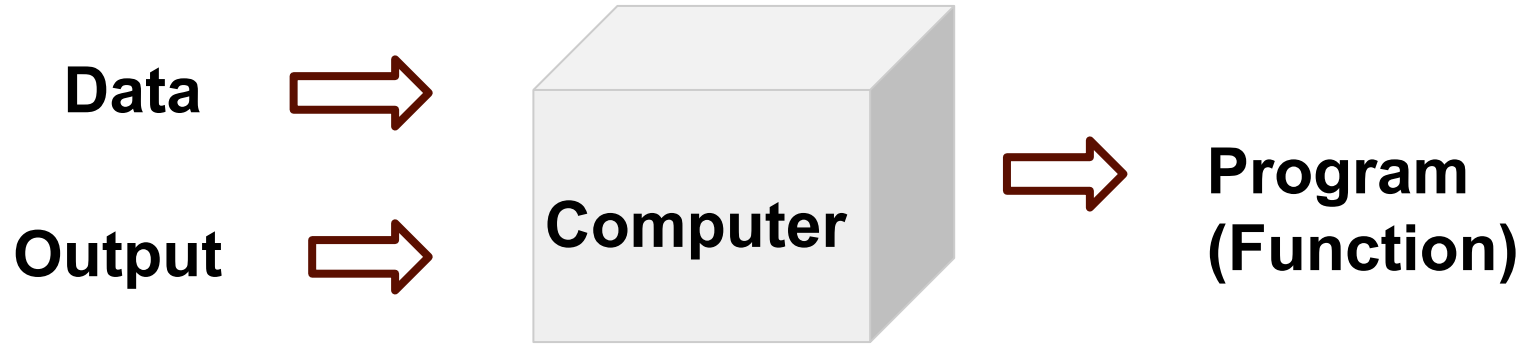 Data
Output
Computer
Program
(Function)